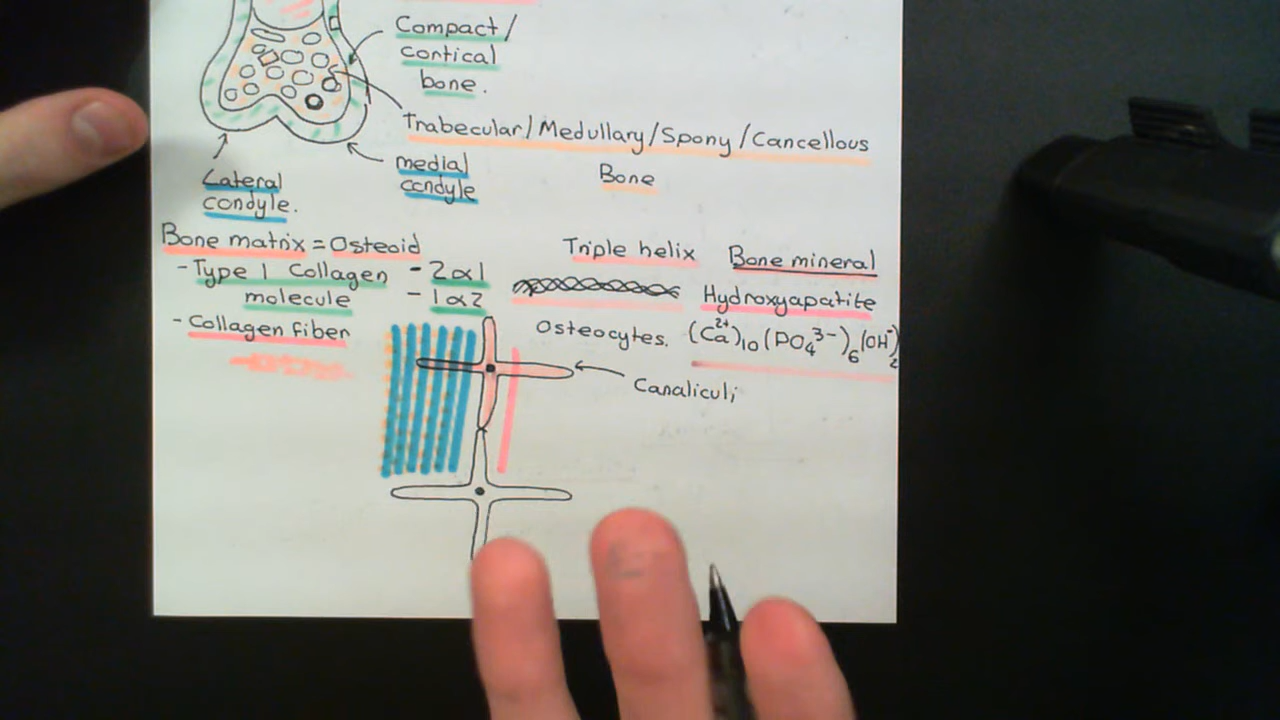 Compact/
cortical
bone.
Trabecular/Medullary/Spony/Cancellous
Bone
Lateral
condyle.
medial
condyle
Bone matrix = Osteoid
- Type 1 Collagen
molecule
- 2α1
- 1α2
- Collagen fiber
Triple helix
Bone mineral
Hydroxyapatite
(Ca²⁺)₁₀(PO₄³⁻)₆(OH⁻)₂
Osteocytes.
Canaliculi